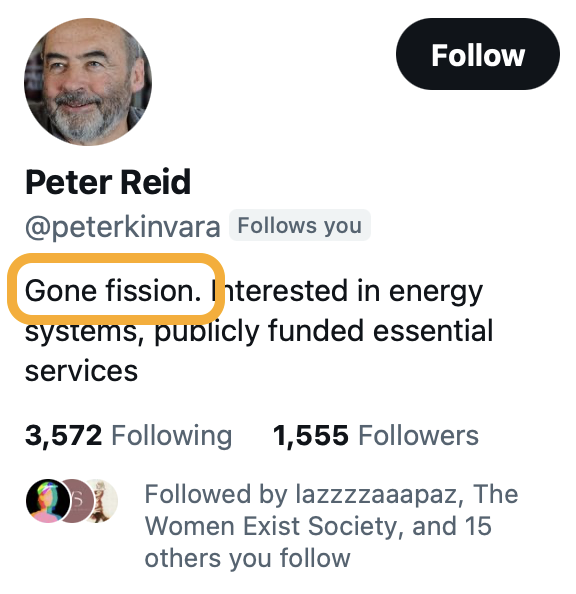 Follow
Peter Reid
@peterkinvara Follows you
Gone fission. Interested in energy
systems, publicly funded essential
services
3,572 Following 1,555 Followers
Followed by lazzzzaaapaz, The
Women Exist Society, and 15
others you follow